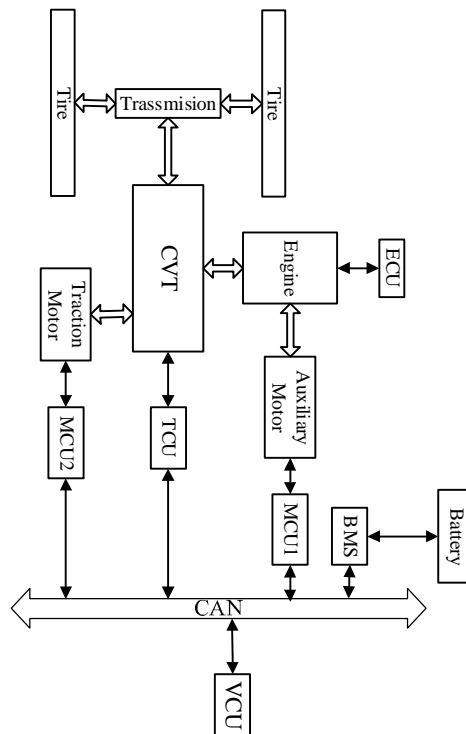 Tire
Trassmision
Tire
CVT
Engine
ECU
Traction
Motor
Auxiliary
Motor
MCU2
TCU
MCU1
BMS
Battery
CAN
VCU